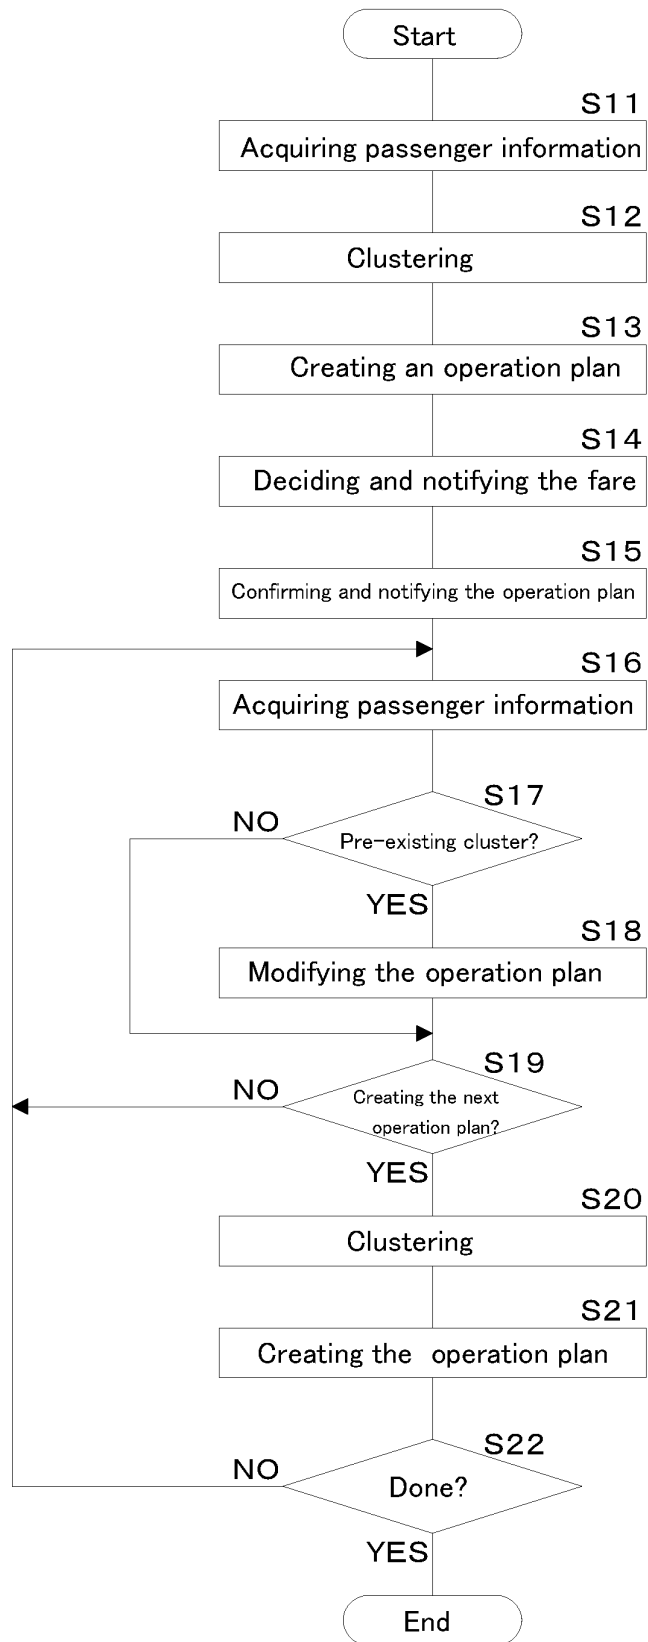 Start
S11
Acquiring passenger information
S12
Clustering
S13
Creating an operation plan
S14
Deciding and notifying the fare
S15
Confirming and notifying the operation plan
S16
Acquiring passenger information
S17
NO
Pre-existing cluster?
YES
S18
Modifying the operation plan
S19
NO
Creating the next
operation plan?
YES
S20
Clustering
S21
Creating the operation plan
S22
NO
Done?
YES
End